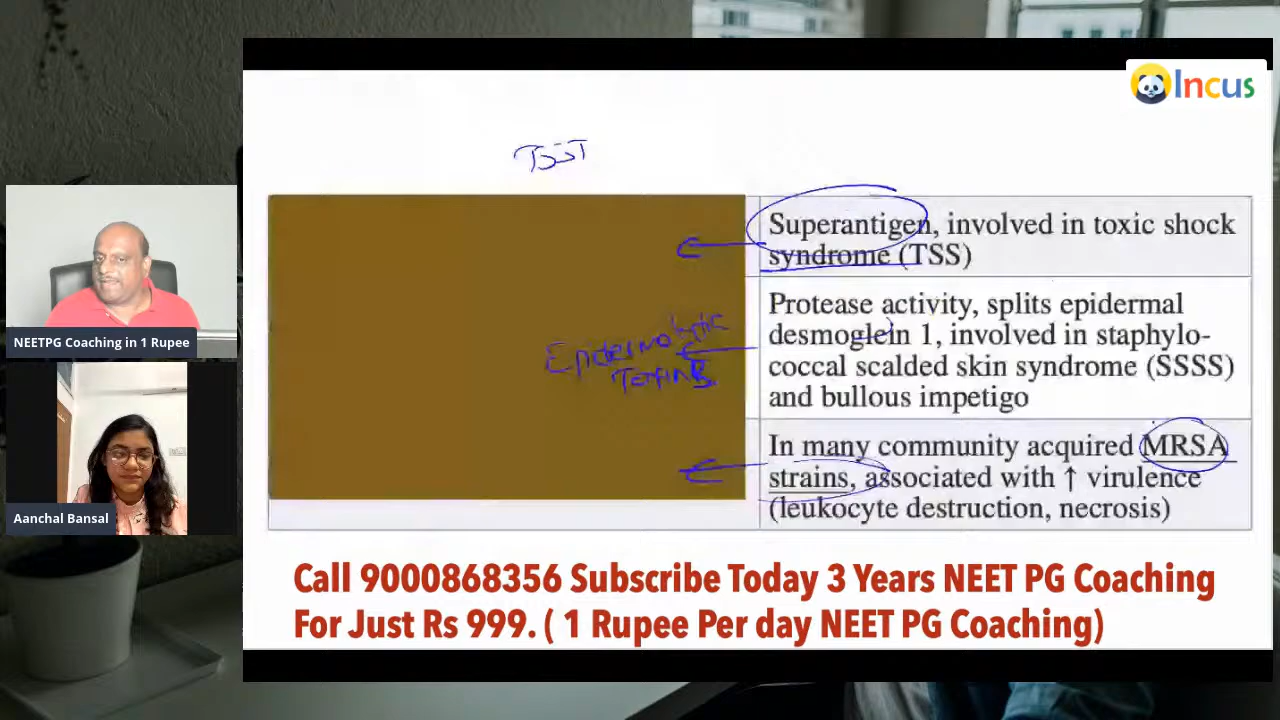 Incus
TSST
Superantigen, involved in toxic shock
syndrome (TSS)
Protease activity, splits epidermal
desmoglein 1, involved in staphylo-
coccal scalded skin syndrome (SSSS)
and bullous impetigo
In many community acquired MRSA
strains, associated with ↑ virulence
(leukocyte destruction, necrosis)
Epidermolytic
NEETPG Coaching in 1 Rupee
Aanchal Bansal
Call 9000868356 Subscribe Today 3 Years NEET PG Coaching
For Just Rs 999. ( 1 Rupee Per day NEET PG Coaching)